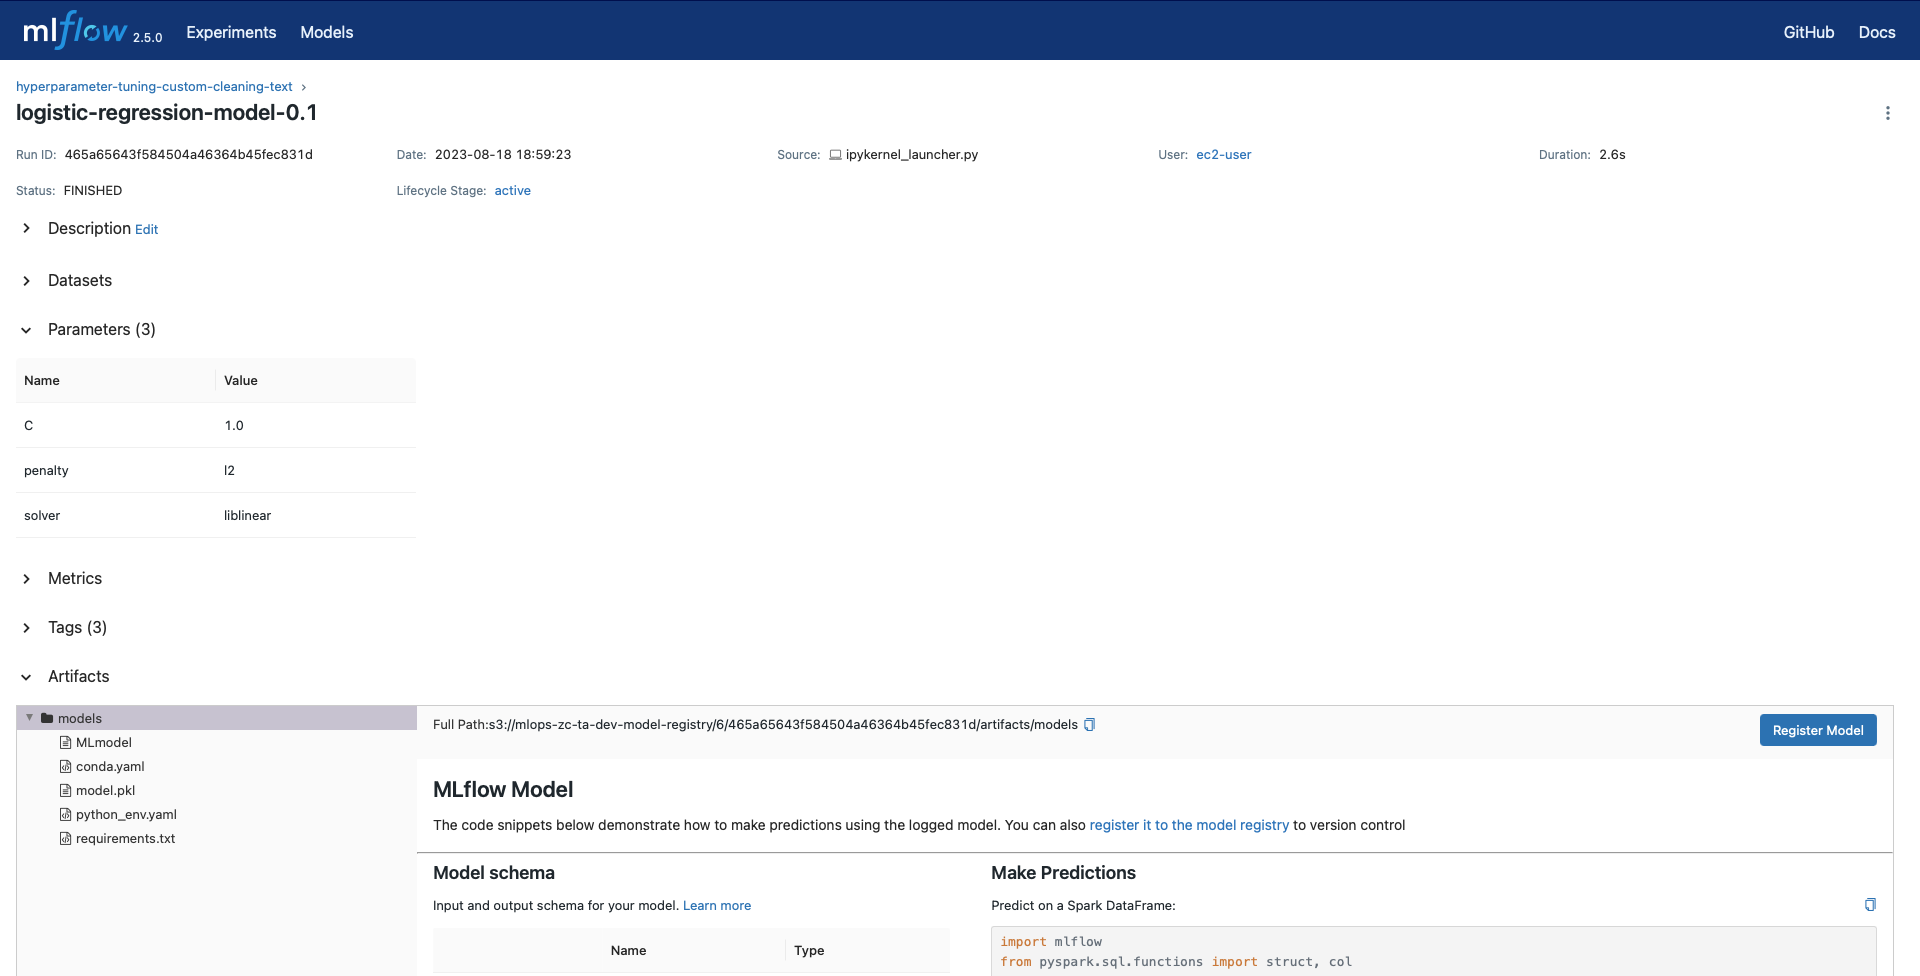 mlflow 2.5.0 Experiments Models GitHub Docs
hyperparameter-tuning-custom-cleaning-text ›
logistic-regression-model-0.1
Run ID: 465a65643f584504a46364b45fec831d Date: 2023-08-18 18:59:23 Source: ipykernel_launcher.py User: ec2-user Duration: 2.6s
Status: FINISHED Lifecycle Stage: active
Description Edit
Datasets
Parameters (3)
Name Value
C 1.0
penalty l2
solver liblinear
Metrics
Tags (3)
Artifacts
models
MLmodel
conda.yaml
model.pkl
python_env.yaml
requirements.txt
Full Path:s3://mlops-zc-ta-dev-model-registry/6/465a65643f584504a46364b45fec831d/artifacts/models
Register Model
MLflow Model
The code snippets below demonstrate how to make predictions using the logged model. You can also register it to the model registry to version control
Model schema
Input and output schema for your model. Learn more
Name Type
Make Predictions
Predict on a Spark DataFrame:
import mlflow
from pyspark.sql.functions import struct, col